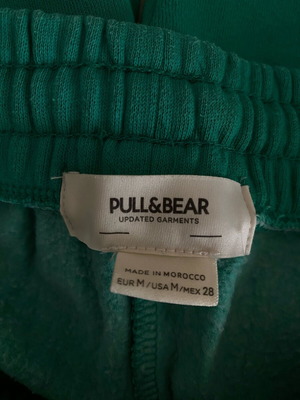 PULL&BEAR
UPDATED GARMENTS
MADE IN MOROCCO
EUR M/USA M/MEX 28